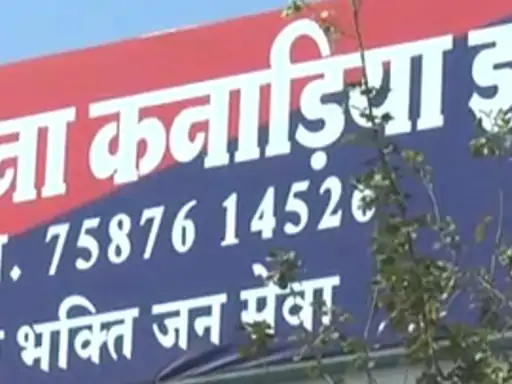 कनाड़िया
75876 1452
भक्ति जन सेवा